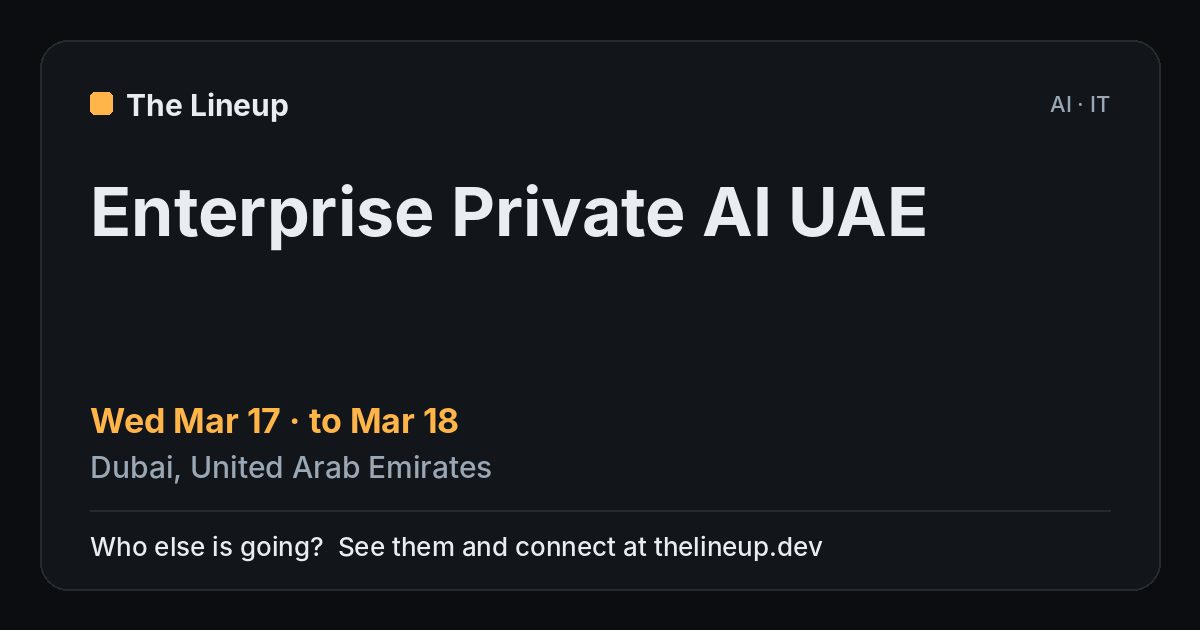 The Lineup
AI · IT
Enterprise Private AI UAE
Wed Mar 17 · to Mar 18
Dubai, United Arab Emirates
Who else is going? See them and connect at thelineup.dev